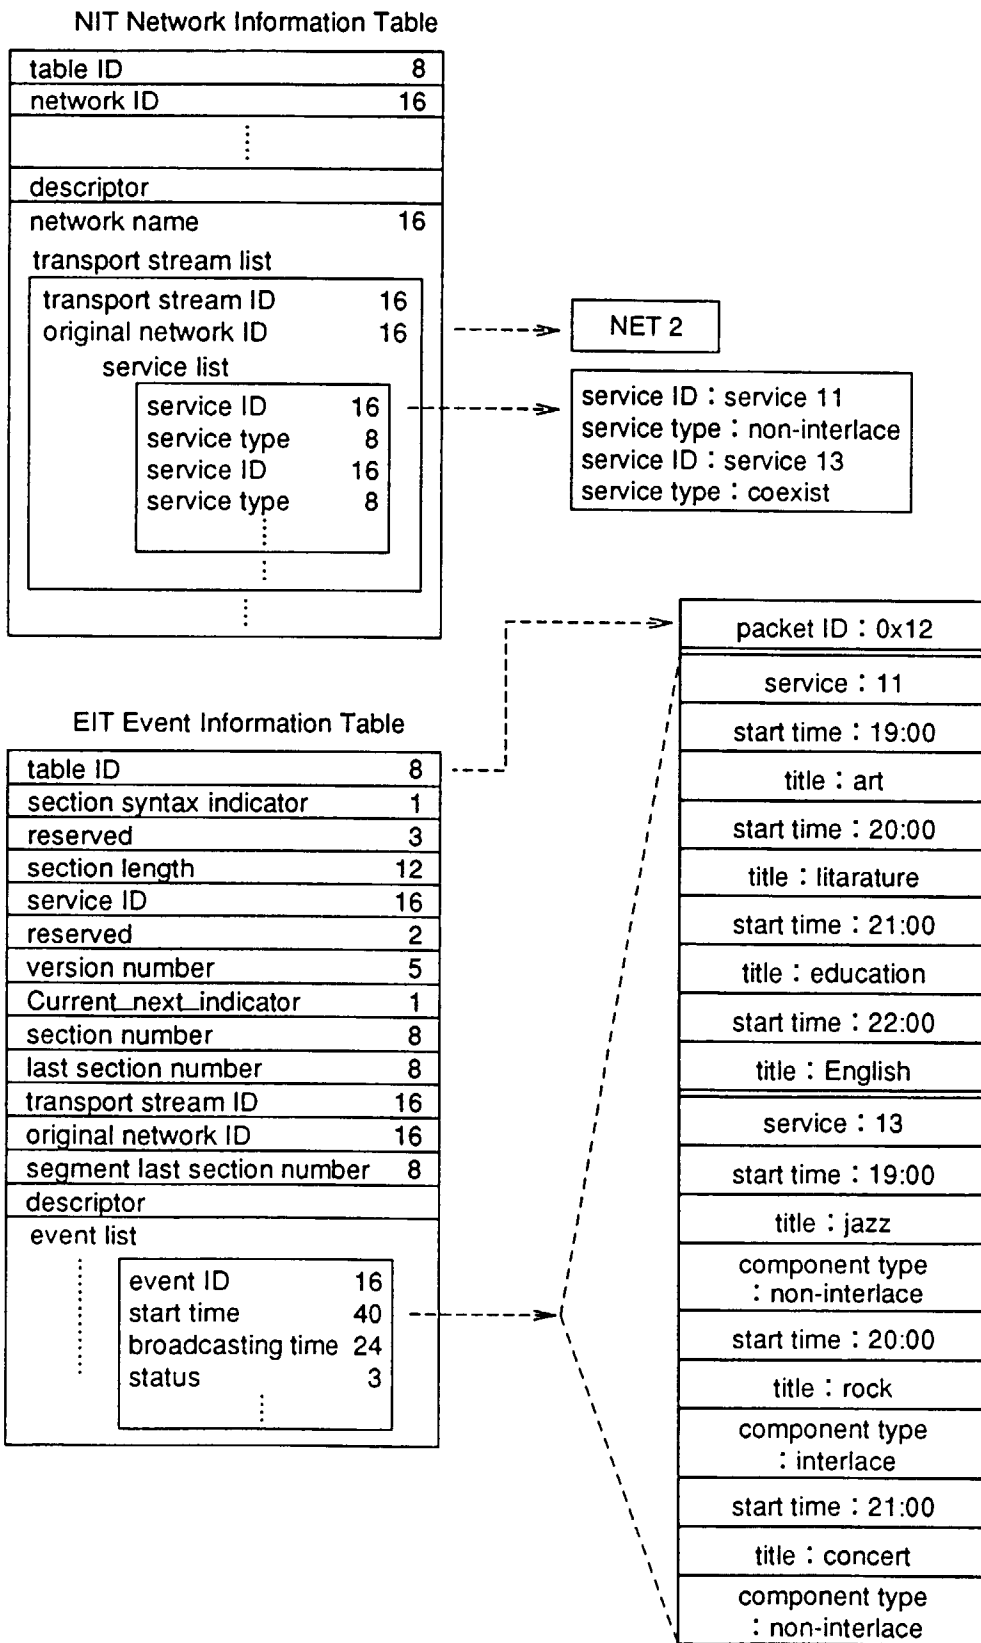 NIT Network Information Table
table ID 8
network ID 16
descriptor
network name 16
transport stream list
transport stream ID 16
original network ID 16
service list
service ID 16
service type 8
service ID 16
service type 8
NET 2
service ID : service 11
service type : non-interlace
service ID : service 13
service type : coexist
EIT Event Information Table
table ID 8
section syntax indicator 1
reserved 3
section length 12
service ID 16
reserved 2
version number 5
Current_next_indicator 1
section number 8
last section number 8
transport stream ID 16
original network ID 16
segment last section number 8
descriptor
event list
event ID 16
start time 40
broadcasting time 24
status 3
packet ID : 0x12
service : 11
start time : 19:00
title : art
start time : 20:00
title : litarature
start time : 21:00
title : education
start time : 22:00
title : English
service : 13
start time : 19:00
title : jazz
component type
: non-interlace
start time : 20:00
title : rock
component type
: interlace
start time : 21:00
title : concert
component type
: non-interlace